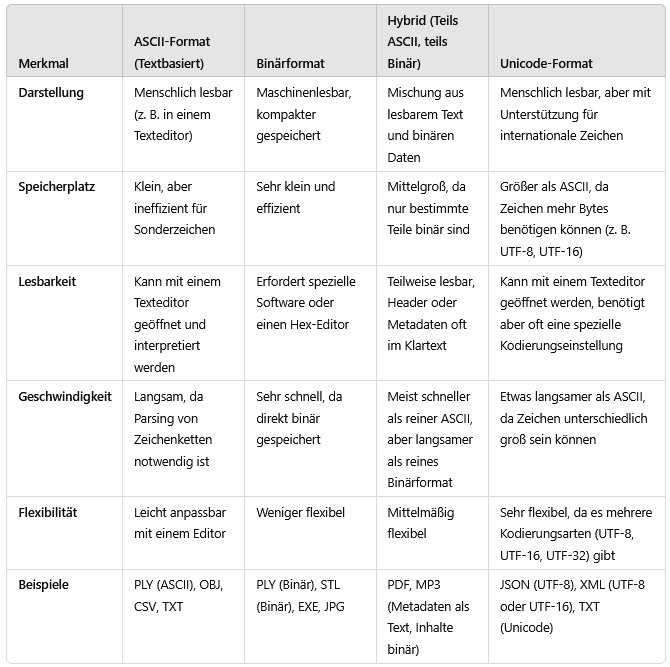 Merkmal
ASCII-Format
(Textbasiert)
Binärformat
Hybrid (Teils
ASCII, teils
Binär)
Unicode-Format
Darstellung
Menschlich lesbar
(z. B. in einem
Texteditor)
Maschinenlesbar,
kompakter
gespeichert
Mischung aus
lesbarem Text
und binären
Daten
Menschlich lesbar, aber mit
Unterstützung für
internationale Zeichen
Speicherplatz
Klein, aber
ineffizient für
Sonderzeichen
Sehr klein und
effizient
Mittelgroß, da
nur bestimmte
Teile binär sind
Größer als ASCII, da
Zeichen mehr Bytes
benötigen können (z. B.
UTF-8, UTF-16)
Lesbarkeit
Kann mit einem
Texteditor
geöffnet und
interpretiert
werden
Erfordert spezielle
Software oder
einen Hex-Editor
Teilweise lesbar,
Header oder
Metadaten oft
im Klartext
Kann mit einem Texteditor
geöffnet werden, benötigt
aber oft eine spezielle
Kodierungseinstellung
Geschwindigkeit
Langsam, da
Parsing von
Zeichenketten
notwendig ist
Sehr schnell, da
direkt binär
gespeichert
Meist schneller
als reiner ASCII,
aber langsamer
als reines
Binärformat
Etwas langsamer als ASCII,
da Zeichen unterschiedlich
groß sein können
Flexibilität
Leicht anpassbar
mit einem Editor
Weniger flexibel
Mittelmäßig
flexibel
Sehr flexibel, da es mehrere
Kodierungsarten (UTF-8,
UTF-16, UTF-32) gibt
Beispiele
PLY (ASCII), OBJ,
CSV, TXT
PLY (Binär), STL
(Binär), EXE, JPG
PDF, MP3
(Metadaten als
Text, Inhalte
binär)
JSON (UTF-8), XML (UTF-8
oder UTF-16), TXT
(Unicode)